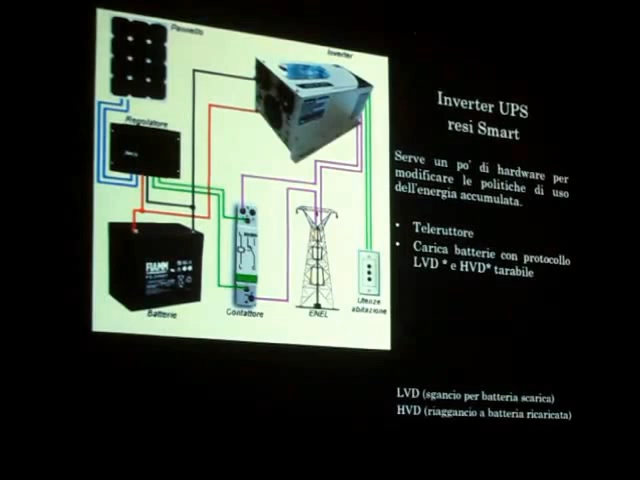 Pannello
Inverter
Regolatore
FIAMM
Batterie
Contattore
ENEL
Utenze
abitazione
Inverter UPS
resi Smart
Serve un po' di hardware per
modificare le politiche di uso
dell'energia accumulata.
• Teleruttore
• Carica batterie con protocollo
LVD * e HVD* tarabile
LVD (sgancio per batteria scarica)
HVD (riaggancio a batteria ricaricata)